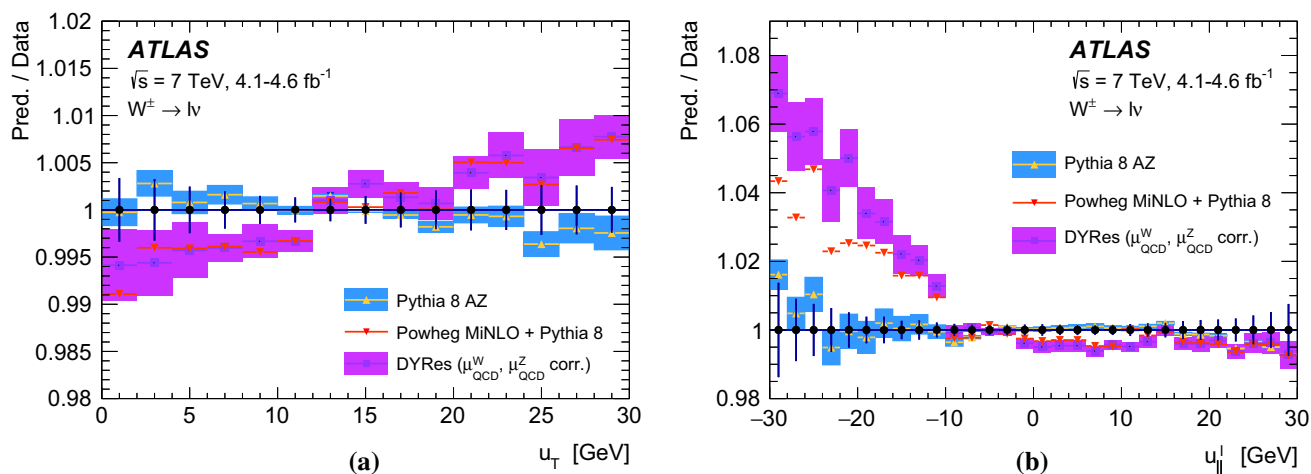 Pred. / Data
1.02
1.015
1.01
1.005
1
0.995
0.99
0.985
0.98
ATLAS
√s = 7 TeV, 4.1-4.6 fb⁻¹
W± → lν
Pythia 8 AZ
Powheg MiNLO + Pythia 8
DYRes (μ^W_QCD, μ^Z_QCD corr.)
0 5 10 15 20 25 30
u_T [GeV]
(a)
Pred. / Data
1.08
1.06
1.04
1.02
1
0.98
ATLAS
√s = 7 TeV, 4.1-4.6 fb⁻¹
W± → lν
Pythia 8 AZ
Powheg MiNLO + Pythia 8
DYRes (μ^W_QCD, μ^Z_QCD corr.)
−30 −20 −10 0 10 20 30
u^l_|| [GeV]
(b)